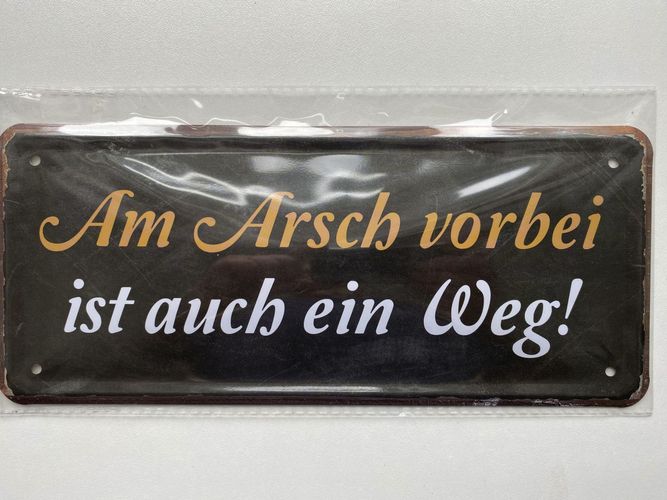 Am Arsch vorbei
ist auch ein Weg!